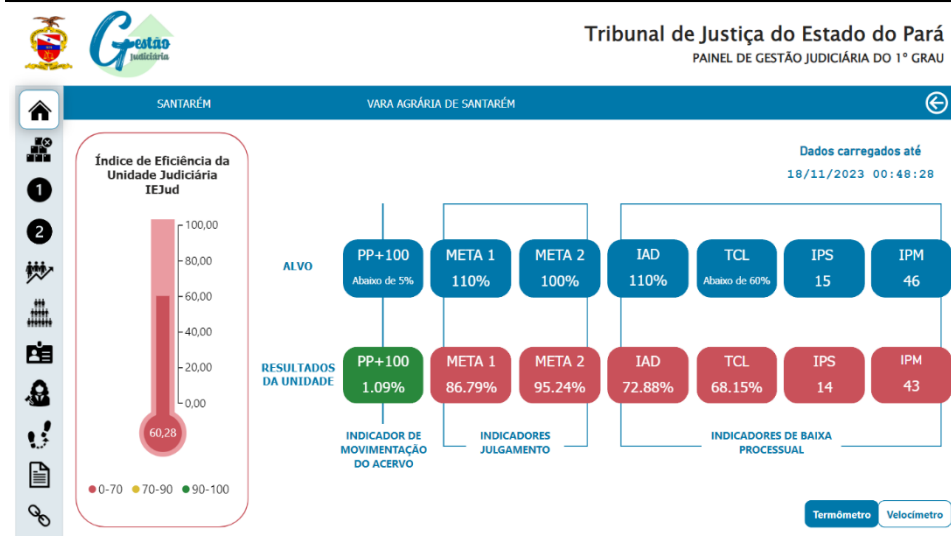 Gestão
judiciária
Tribunal de Justiça do Estado do Pará
PAINEL DE GESTÃO JUDICIÁRIA DO 1º GRAU
SANTARÉM
VARA AGRÁRIA DE SANTARÉM
1
2
Índice de Eficiência da
Unidade Judiciária
IEJud
100,00
80,00
60,00
40,00
20,00
0,00
60,28
0-70 70-90 90-100
Dados carregados até
18/11/2023 00:48:28
ALVO
PP+100
Abaixo de 5%
META 1
110%
META 2
100%
IAD
110%
TCL
Abaixo de 60%
IPS
15
IPM
46
RESULTADOS
DA UNIDADE
PP+100
1.09%
META 1
86.79%
META 2
95.24%
IAD
72.88%
TCL
68.15%
IPS
14
IPM
43
INDICADOR DE
MOVIMENTAÇÃO
DO ACERVO
INDICADORES
JULGAMENTO
INDICADORES DE BAIXA
PROCESSUAL
Termômetro
Velocímetro